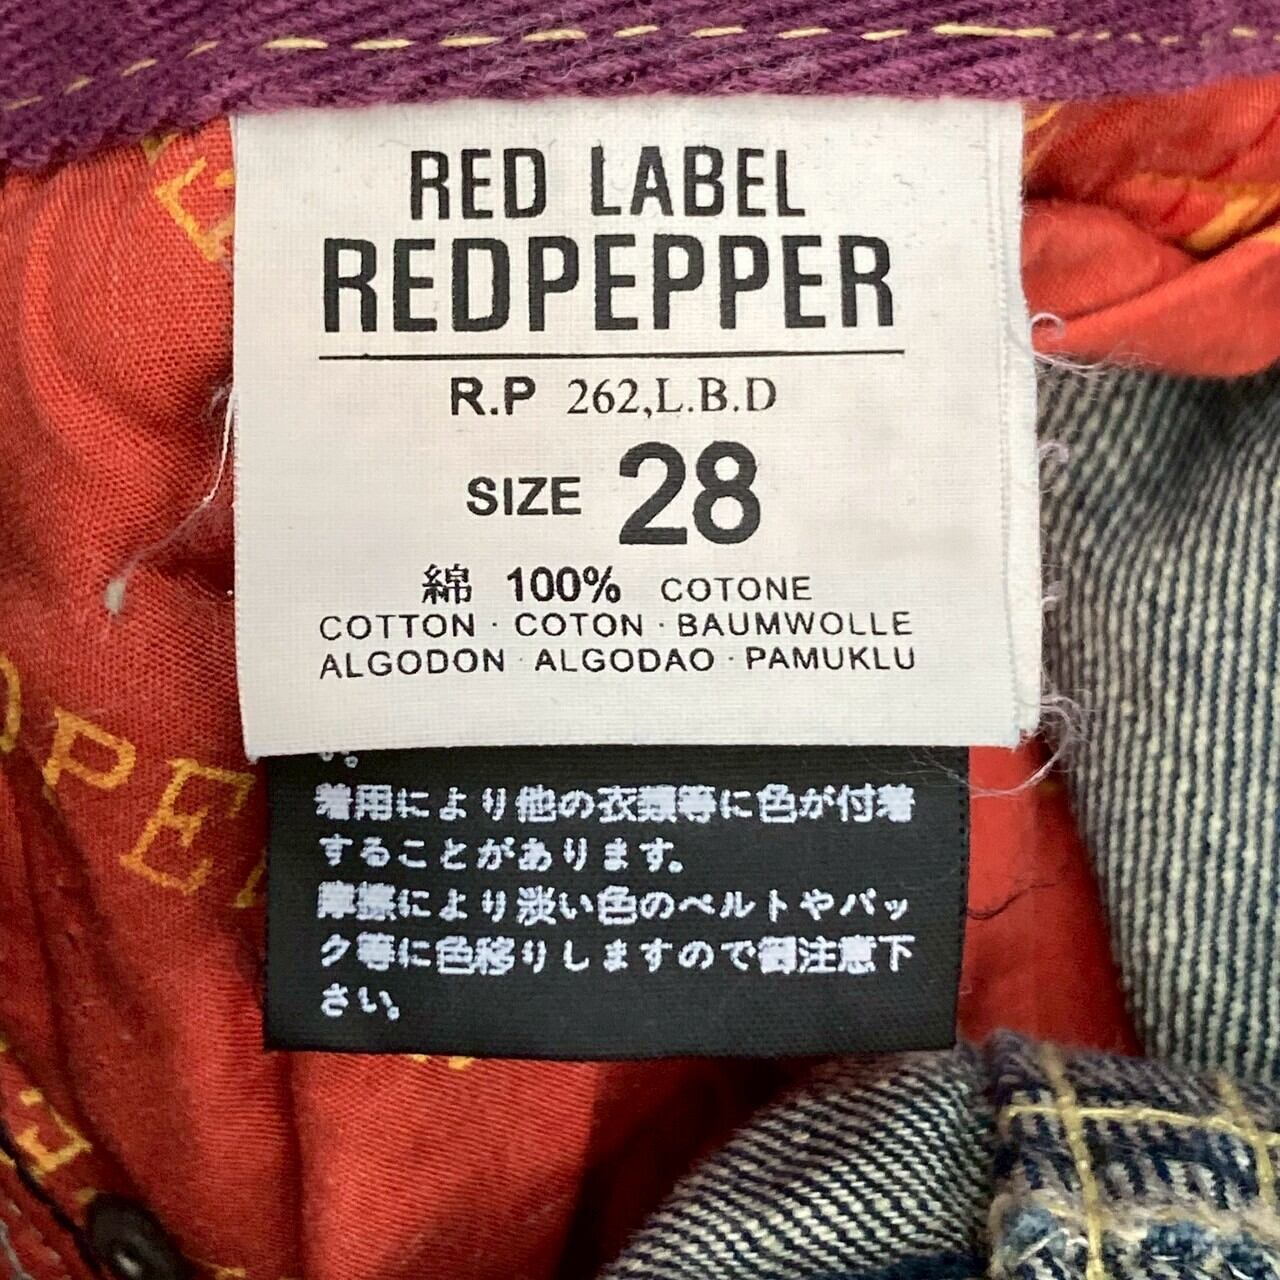 RED LABEL
REDPEPPER
R.P 262,L.B.D
SIZE 28
綿 100% COTONE
COTTON · COTON · BAUMWOLLE
ALGODON · ALGODAO · PAMUKLU
い。
着用により他の衣類等に色が付着
することがあります。
摩擦により淡い色のベルトやバッ
ク等に色移りしますので御注意下
さい。
OPE